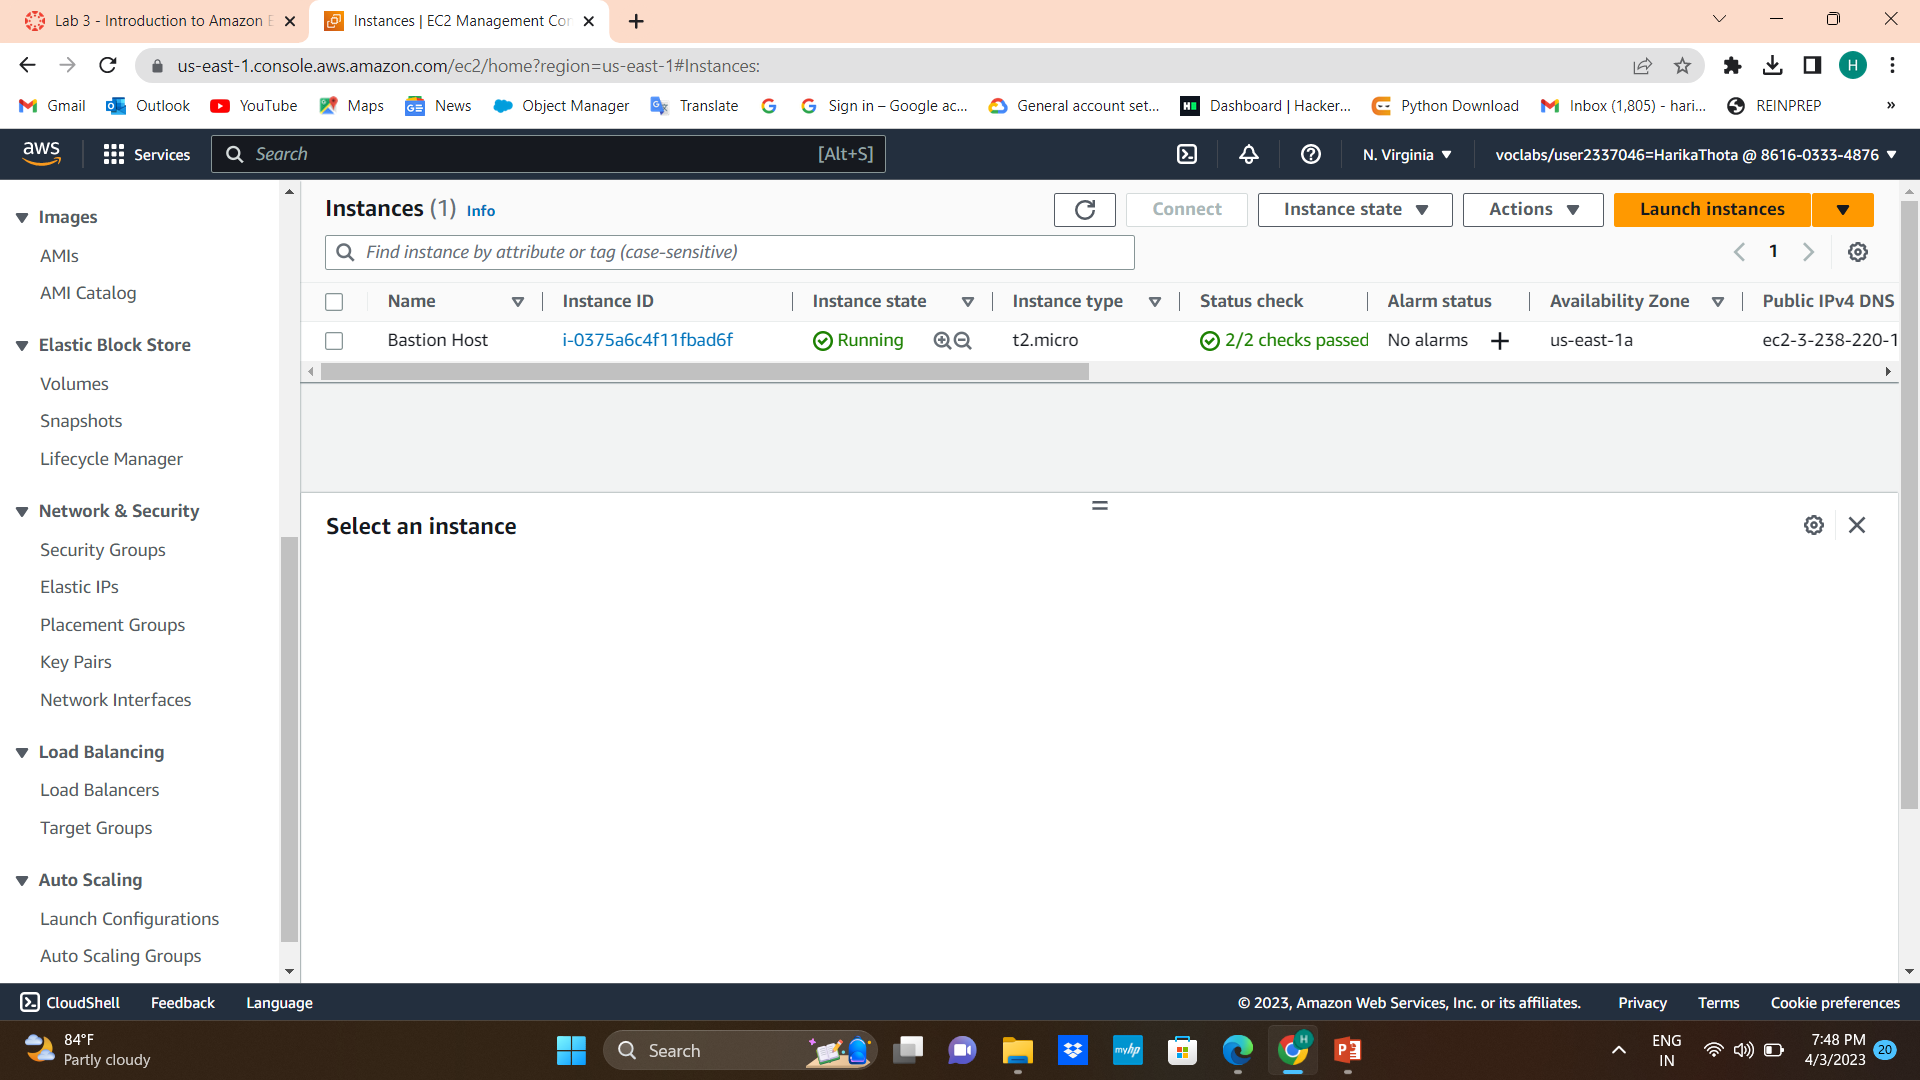 Lab 3 - Introduction to Amazon E
Instances | EC2 Management Con
us-east-1.console.aws.amazon.com/ec2/home?region=us-east-1#Instances:
H
Gmail
Outlook
YouTube
Maps
News
Object Manager
Translate
Sign in – Google ac...
General account set...
Dashboard | Hacker...
Python Download
Inbox (1,805) - hari...
REINPREP
»
aws
Services
Search
[Alt+S]
N. Virginia
voclabs/user2337046=HarikaThota @ 8616-0333-4876
Images
AMIs
AMI Catalog
Elastic Block Store
Volumes
Snapshots
Lifecycle Manager
Network & Security
Security Groups
Elastic IPs
Placement Groups
Key Pairs
Network Interfaces
Load Balancing
Load Balancers
Target Groups
Auto Scaling
Launch Configurations
Auto Scaling Groups
Instances (1) Info
Connect
Instance state
Actions
Launch instances
Find instance by attribute or tag (case-sensitive)
1
Name Instance ID Instance state Instance type Status check Alarm status Availability Zone Public IPv4 DNS
Bastion Host i-0375a6c4f11fbad6f Running t2.micro 2/2 checks passed No alarms us-east-1a ec2-3-238-220-1
Select an instance
CloudShell Feedback Language
© 2023, Amazon Web Services, Inc. or its affiliates. Privacy Terms Cookie preferences
84°F
Partly cloudy
Search
myhp
H
ENG
IN
7:48 PM
4/3/2023
20